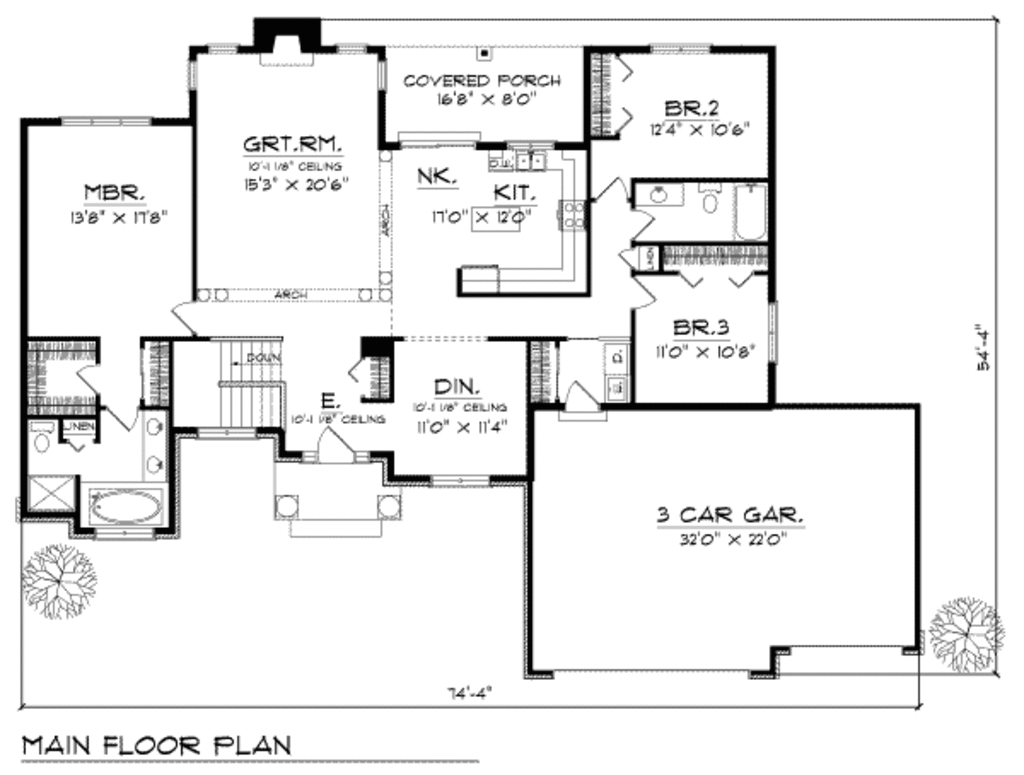 COVERED PORCH
16'8" X 8'0"
BR.2
12'4" X 10'6"
GRT.RM.
10'-1 1/8" CEILING
15'3" X 20'6"
MBR.
13'8" X 17'8"
NK.
KIT.
17'0" X 12'0"
ARCH
ARCH
LINEN
BR.3
11'0" X 10'8"
54'-4"
DOWN
D.
DIN.
10'-1 1/8" CEILING
11'0" X 11'4"
E.
10'-1 1/8" CEILING
LINEN
3 CAR GAR.
32'0" X 22'0"
74'-4"
MAIN FLOOR PLAN